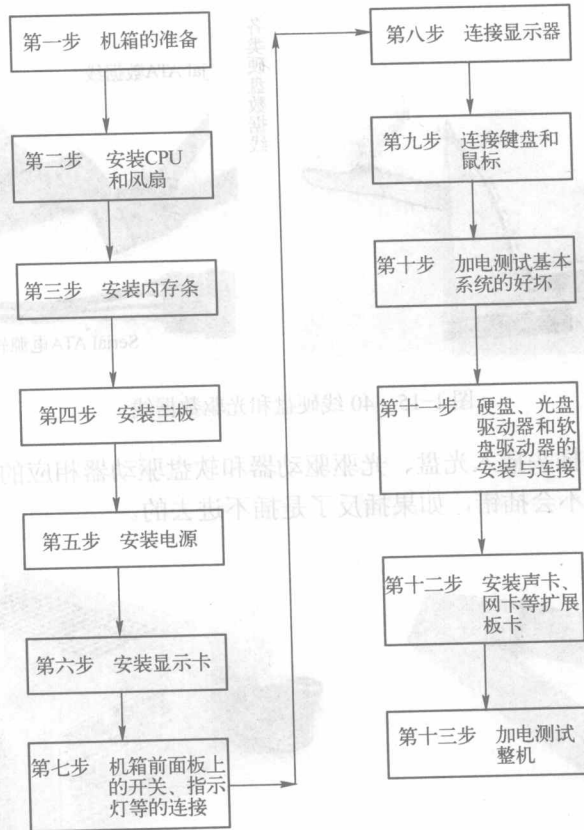 第一步 机箱的准备
第二步 安装CPU
和风扇
第三步 安装内存条
第四步 安装主板
第五步 安装电源
第六步 安装显示卡
第七步 机箱前面板上
的开关、指示
灯等的连接
第八步 连接显示器
第九步 连接键盘和
鼠标
第十步 加电测试基本
系统的好坏
第十一步 硬盘、光盘
驱动器和软
盘驱动器的
安装与连接
第十二步 安装声卡、
网卡等扩展
板卡
第十三步 加电测试
整机